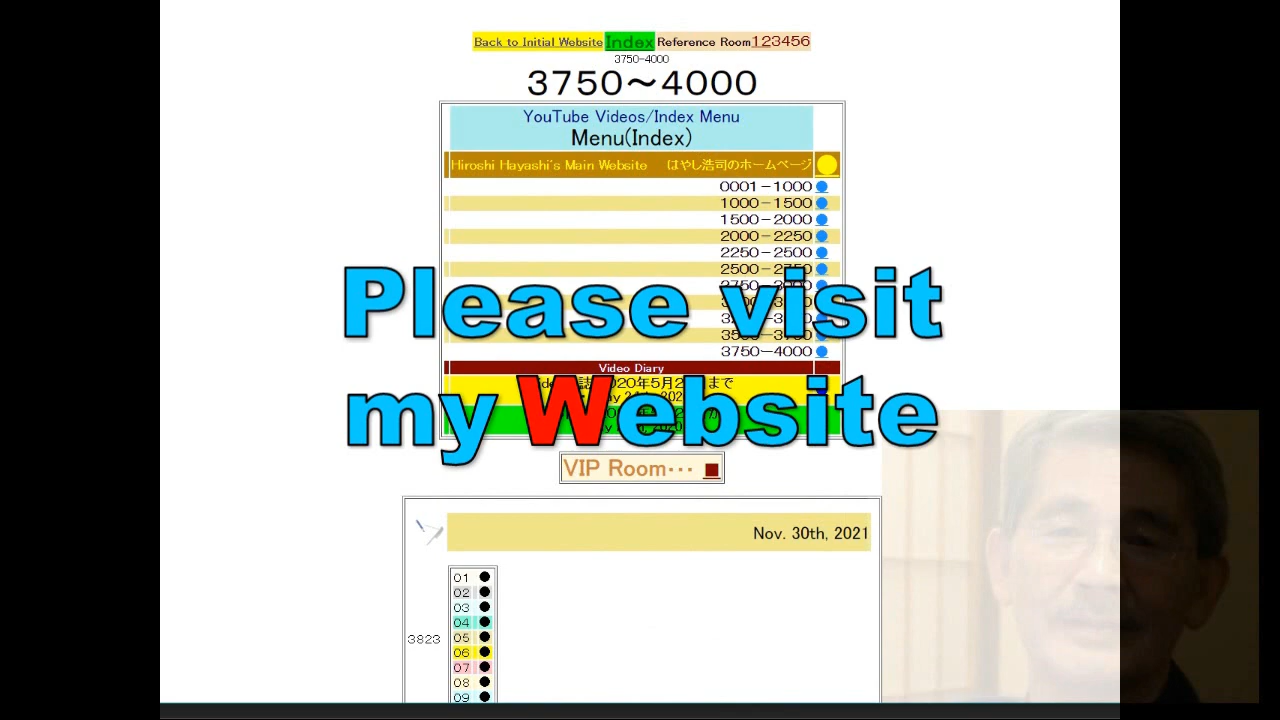 Back to Initial Website Index Reference Room123456
3750-4000
3750～4000
YouTube Videos/Index Menu
Menu(Index)
Hiroshi Hayashi's Main Website はやし浩司のホームページ
0001－1000
1000－1500
1500－2000
2000－2250
2250－2500
2500－2750
Please visit
3750－4000
Video Diary
my Website
VIP Room･･･
Nov. 30th, 2021
01
02
03
04
3823
05
06
07
08
09